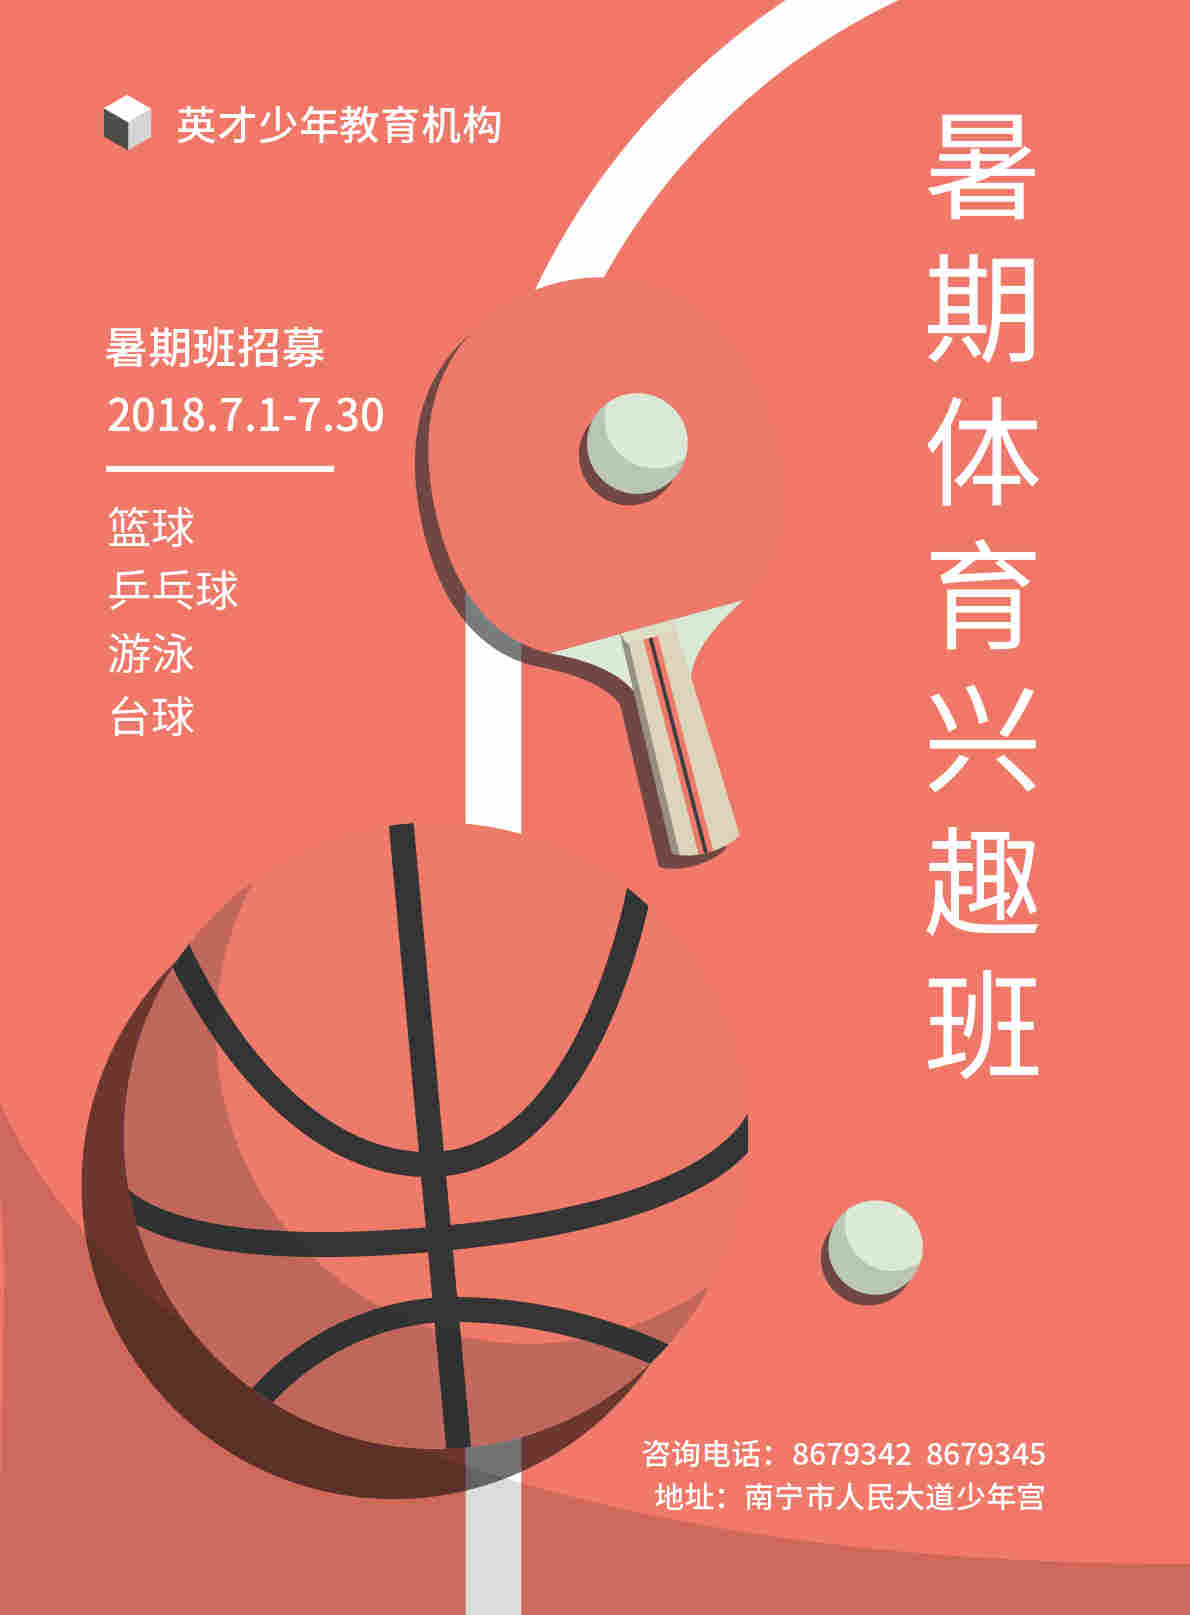 英才少年教育机构
暑期体育兴趣班
暑期班招募
2018.7.1-7.30
篮球
乒乓球
游泳
台球
咨询电话：8679342 8679345
地址：南宁市人民大道少年宫